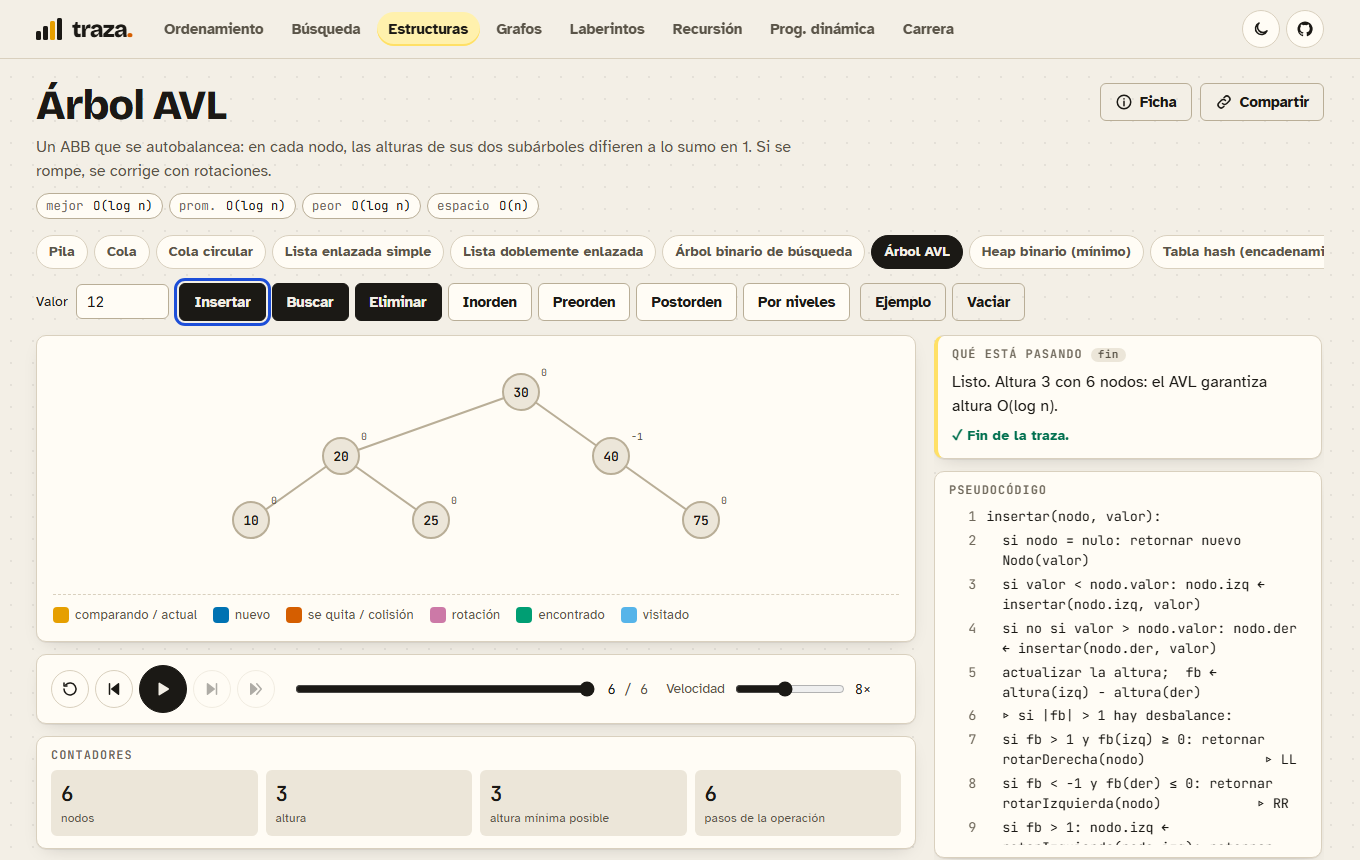 traza.
Ordenamiento Búsqueda Estructuras Grafos Laberintos Recursión Prog. dinámica Carrera
Árbol AVL
Ficha Compartir
Un ABB que se autobalancea: en cada nodo, las alturas de sus dos subárboles difieren a lo sumo en 1. Si se
rompe, se corrige con rotaciones.
mejor O(log n) prom. O(log n) peor O(log n) espacio O(n)
Pila Cola Cola circular Lista enlazada simple Lista doblemente enlazada Árbol binario de búsqueda Árbol AVL Heap binario (mínimo) Tabla hash (encadenami
Valor 12 Insertar Buscar Eliminar Inorden Preorden Postorden Por niveles Ejemplo Vaciar
0
30
0 -1
20 40
0 0 0
10 25 75
comparando / actual nuevo se quita / colisión rotación encontrado visitado
6 / 6 Velocidad 8×
CONTADORES
6 3 3 6
nodos altura altura mínima posible pasos de la operación
QUÉ ESTÁ PASANDO fin
Listo. Altura 3 con 6 nodos: el AVL garantiza
altura O(log n).
✓ Fin de la traza.
PSEUDOCÓDIGO
1 insertar(nodo, valor):
2 si nodo = nulo: retornar nuevo
Nodo(valor)
3 si valor < nodo.valor: nodo.izq ←
insertar(nodo.izq, valor)
4 si no si valor > nodo.valor: nodo.der
← insertar(nodo.der, valor)
5 actualizar la altura; fb ←
altura(izq) - altura(der)
6 ▹ si |fb| > 1 hay desbalance:
7 si fb > 1 y fb(izq) ≥ 0: retornar
rotarDerecha(nodo) ▹ LL
8 si fb < -1 y fb(der) ≤ 0: retornar
rotarIzquierda(nodo) ▹ RR
9 si fb > 1: nodo.izq ←